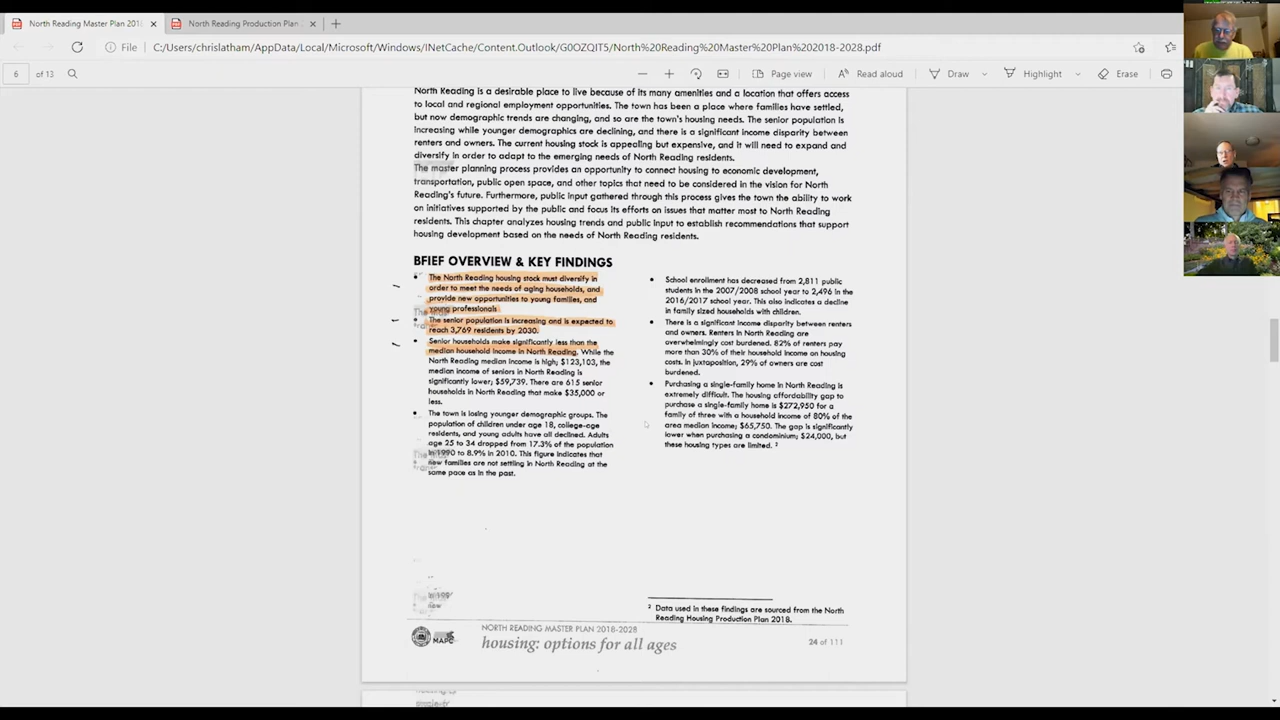 North Reading Master Plan 2018
North Reading Production Plan
File
C:/Users/chrislatham/AppData/Local/Microsoft/Windows/INetCache/Content.Outlook/G0OZQIT5/North%20Reading%20Master%20Plan%202018-2028.pdf
6 of 13
Page view
Read aloud
Draw
Highlight
Erase
North Reading is a desirable place to live because of its many amenities and a location that offers access
to local and regional employment opportunities. The town has been a place where families have settled,
but now demographic trends are changing, and so are the town's housing needs. The senior population is
increasing while younger demographics are declining, and there is a significant income disparity between
renters and owners. The current housing stock is appealing but expensive, and it will need to expand and
diversify in order to adapt to the emerging needs of North Reading residents.
The master planning process provides an opportunity to connect housing to economic development,
transportation, public open space, and other topics that need to be considered in the vision for North
Reading's future. Furthermore, public input gathered through this process gives the town the ability to work
on initiatives supported by the public and focus its efforts on issues that matter most to North Reading
residents. This chapter analyzes housing trends and public input to establish recommendations that support
housing development based on the needs of North Reading residents.
BRIEF OVERVIEW & KEY FINDINGS
• The North Reading housing stock must diversify in
order to meet the needs of aging households, and
provide new opportunities to young families, and
young professionals
• The senior population is increasing and is expected to
reach 3,769 residents by 2030.
• Senior households make significantly less than the
median household income in North Reading. While the
North Reading median income is high; $123,103, the
median income of seniors in North Reading is
significantly lower; $59,739. There are 615 senior
households in North Reading that make $35,000 or
less.
• The town is losing younger demographic groups. The
population of children under age 18, college-age
residents, and young adults have all declined. Adults
age 25 to 34 dropped from 17.3% of the population
in 1990 to 8.9% in 2010. This figure indicates that
new families are not settling in North Reading at the
same pace as in the past.
• School enrollment has decreased from 2,811 public
students in the 2007/2008 school year to 2,496 in the
2016/2017 school year. This also indicates a decline
in family sized households with children.
• There is a significant income disparity between renters
and owners. Renters in North Reading are
overwhelmingly cost burdened. 82% of renters pay
more than 30% of their household income on housing
costs. In juxtaposition, 29% of owners are cost
burdened.
• Purchasing a single-family home in North Reading is
extremely difficult. The housing affordability gap to
purchase a single-family home is $272,950 for a
family of three with a household income of 80% of the
area median income; $65,750. The gap is significantly
lower when purchasing a condominium; $24,000, but
these housing types are limited. 2
2 Data used in these findings are sourced from the North
Reading Housing Production Plan 2018.
MAPC
NORTH READING MASTER PLAN 2018-2028
housing: options for all ages
24 of 111